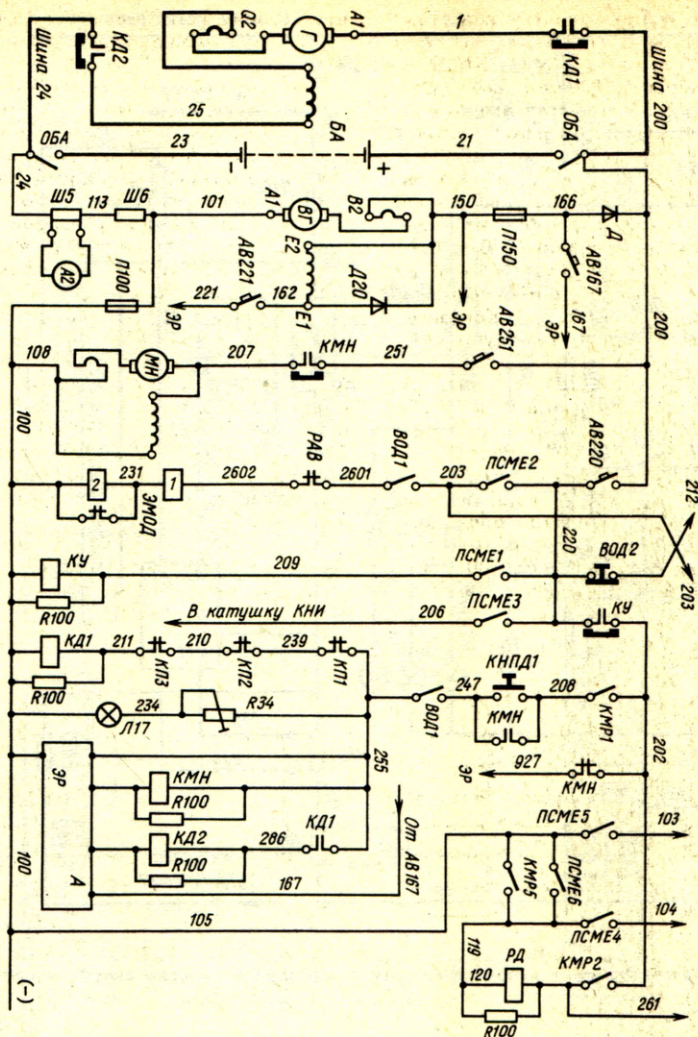 Q2
Г
А1
1
КД1
Шина 200
КД2
Шина 24
25
БА
ОБА
23
-
+
21
ОБА
24
Ш5
113
Ш6
101
А1
ВГ
В2
150
166
П150
Д
А2
П100
АВ221
Е2
Е1
Д20
221
162
ЭР
ЭР
АВ167
167
ЭР
200
108
МН
207
КМН
251
АВ251
100
2
231
ЭМОД
1
2602
РАВ
2601
ВОД1
203
ПСМЕ2
АВ220
212
220
ВОД2
203
КУ
R100
209
ПСМЕ1
В катушку КНИ
206
ПСМЕ3
КУ
КД1
R100
211
КП3
210
КП2
239
КП1
ВОД1
247
КНПД1
КМН
208
КМР1
Л17
234
R34
255
ЭР
927
КМН
202
ЭР
А
КМН
R100
КД2
R100
286
КД1
167
От АВ167
100
105
КМР5
ПСМЕ5
ПСМЕ6
103
ПСМЕ4
104
119
120
РД
R100
КМР2
261
(-)